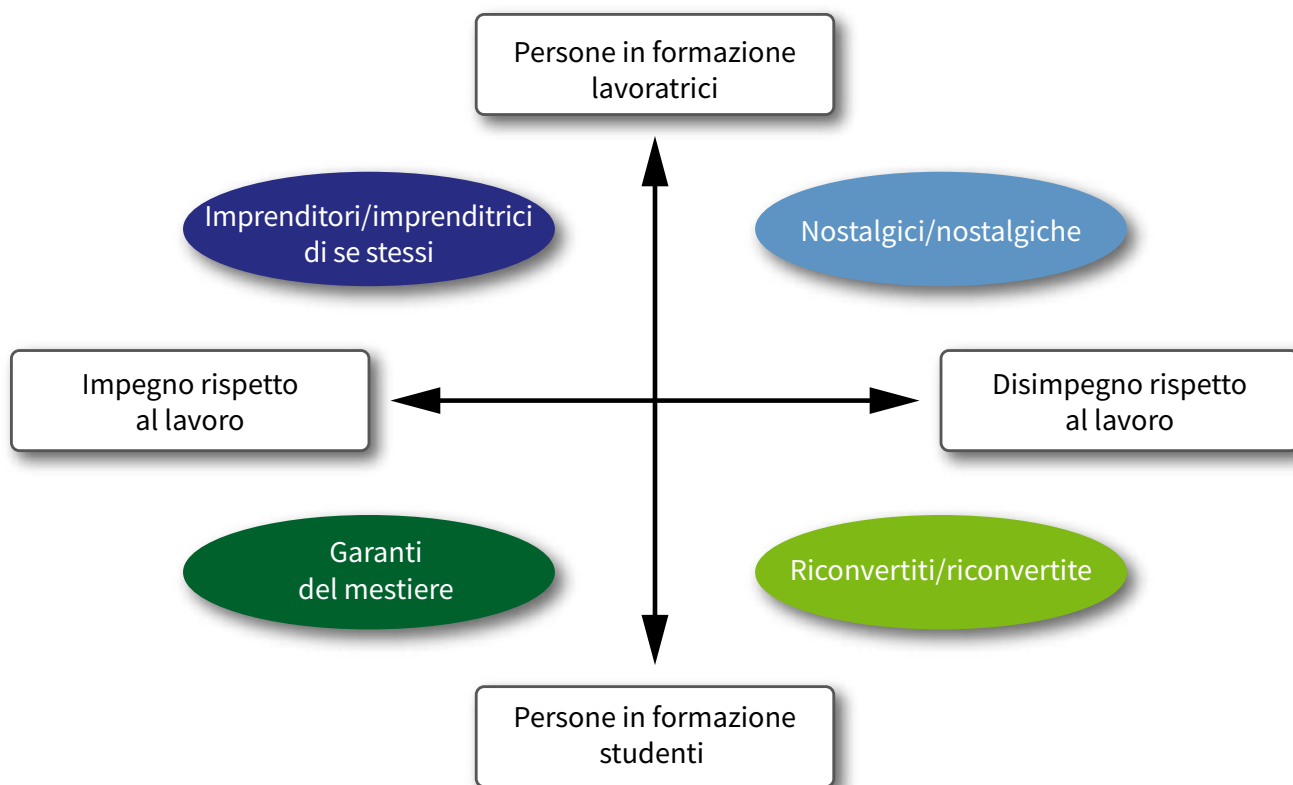 Persone in formazione
lavoratrici
Imprenditori/imprenditrici
di se stessi
Nostalgici/nostalgiche
Impegno rispetto
al lavoro
Disimpegno rispetto
al lavoro
Garanti
del mestiere
Riconvertiti/riconvertite
Persone in formazione
studenti